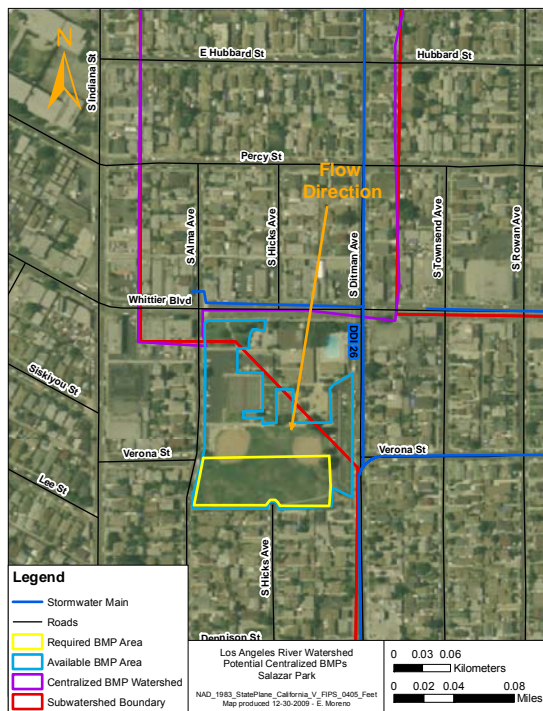 N
S Indiana St
E Hubbard St
Hubbard St
Percy St
Flow
Direction
S Alma Ave
S Hicks Ave
S Ditman Ave
S Townsend Ave
S Rowan Ave
Whittier Blvd
DDI 26
Siskiyou St
Verona St
Verona St
Lee St
S Hicks Ave
Dennison St
Legend
Stormwater Main
Roads
Required BMP Area
Available BMP Area
Centralized BMP Watershed
Subwatershed Boundary
Los Angeles River Watershed
Potential Centralized BMPs
Salazar Park
NAD_1983_StatePlane_California_V_FIPS_0405_Feet
Map produced 12-30-2009 - E. Moreno
0 0.03 0.06
Kilometers
0 0.02 0.04 0.08
Miles